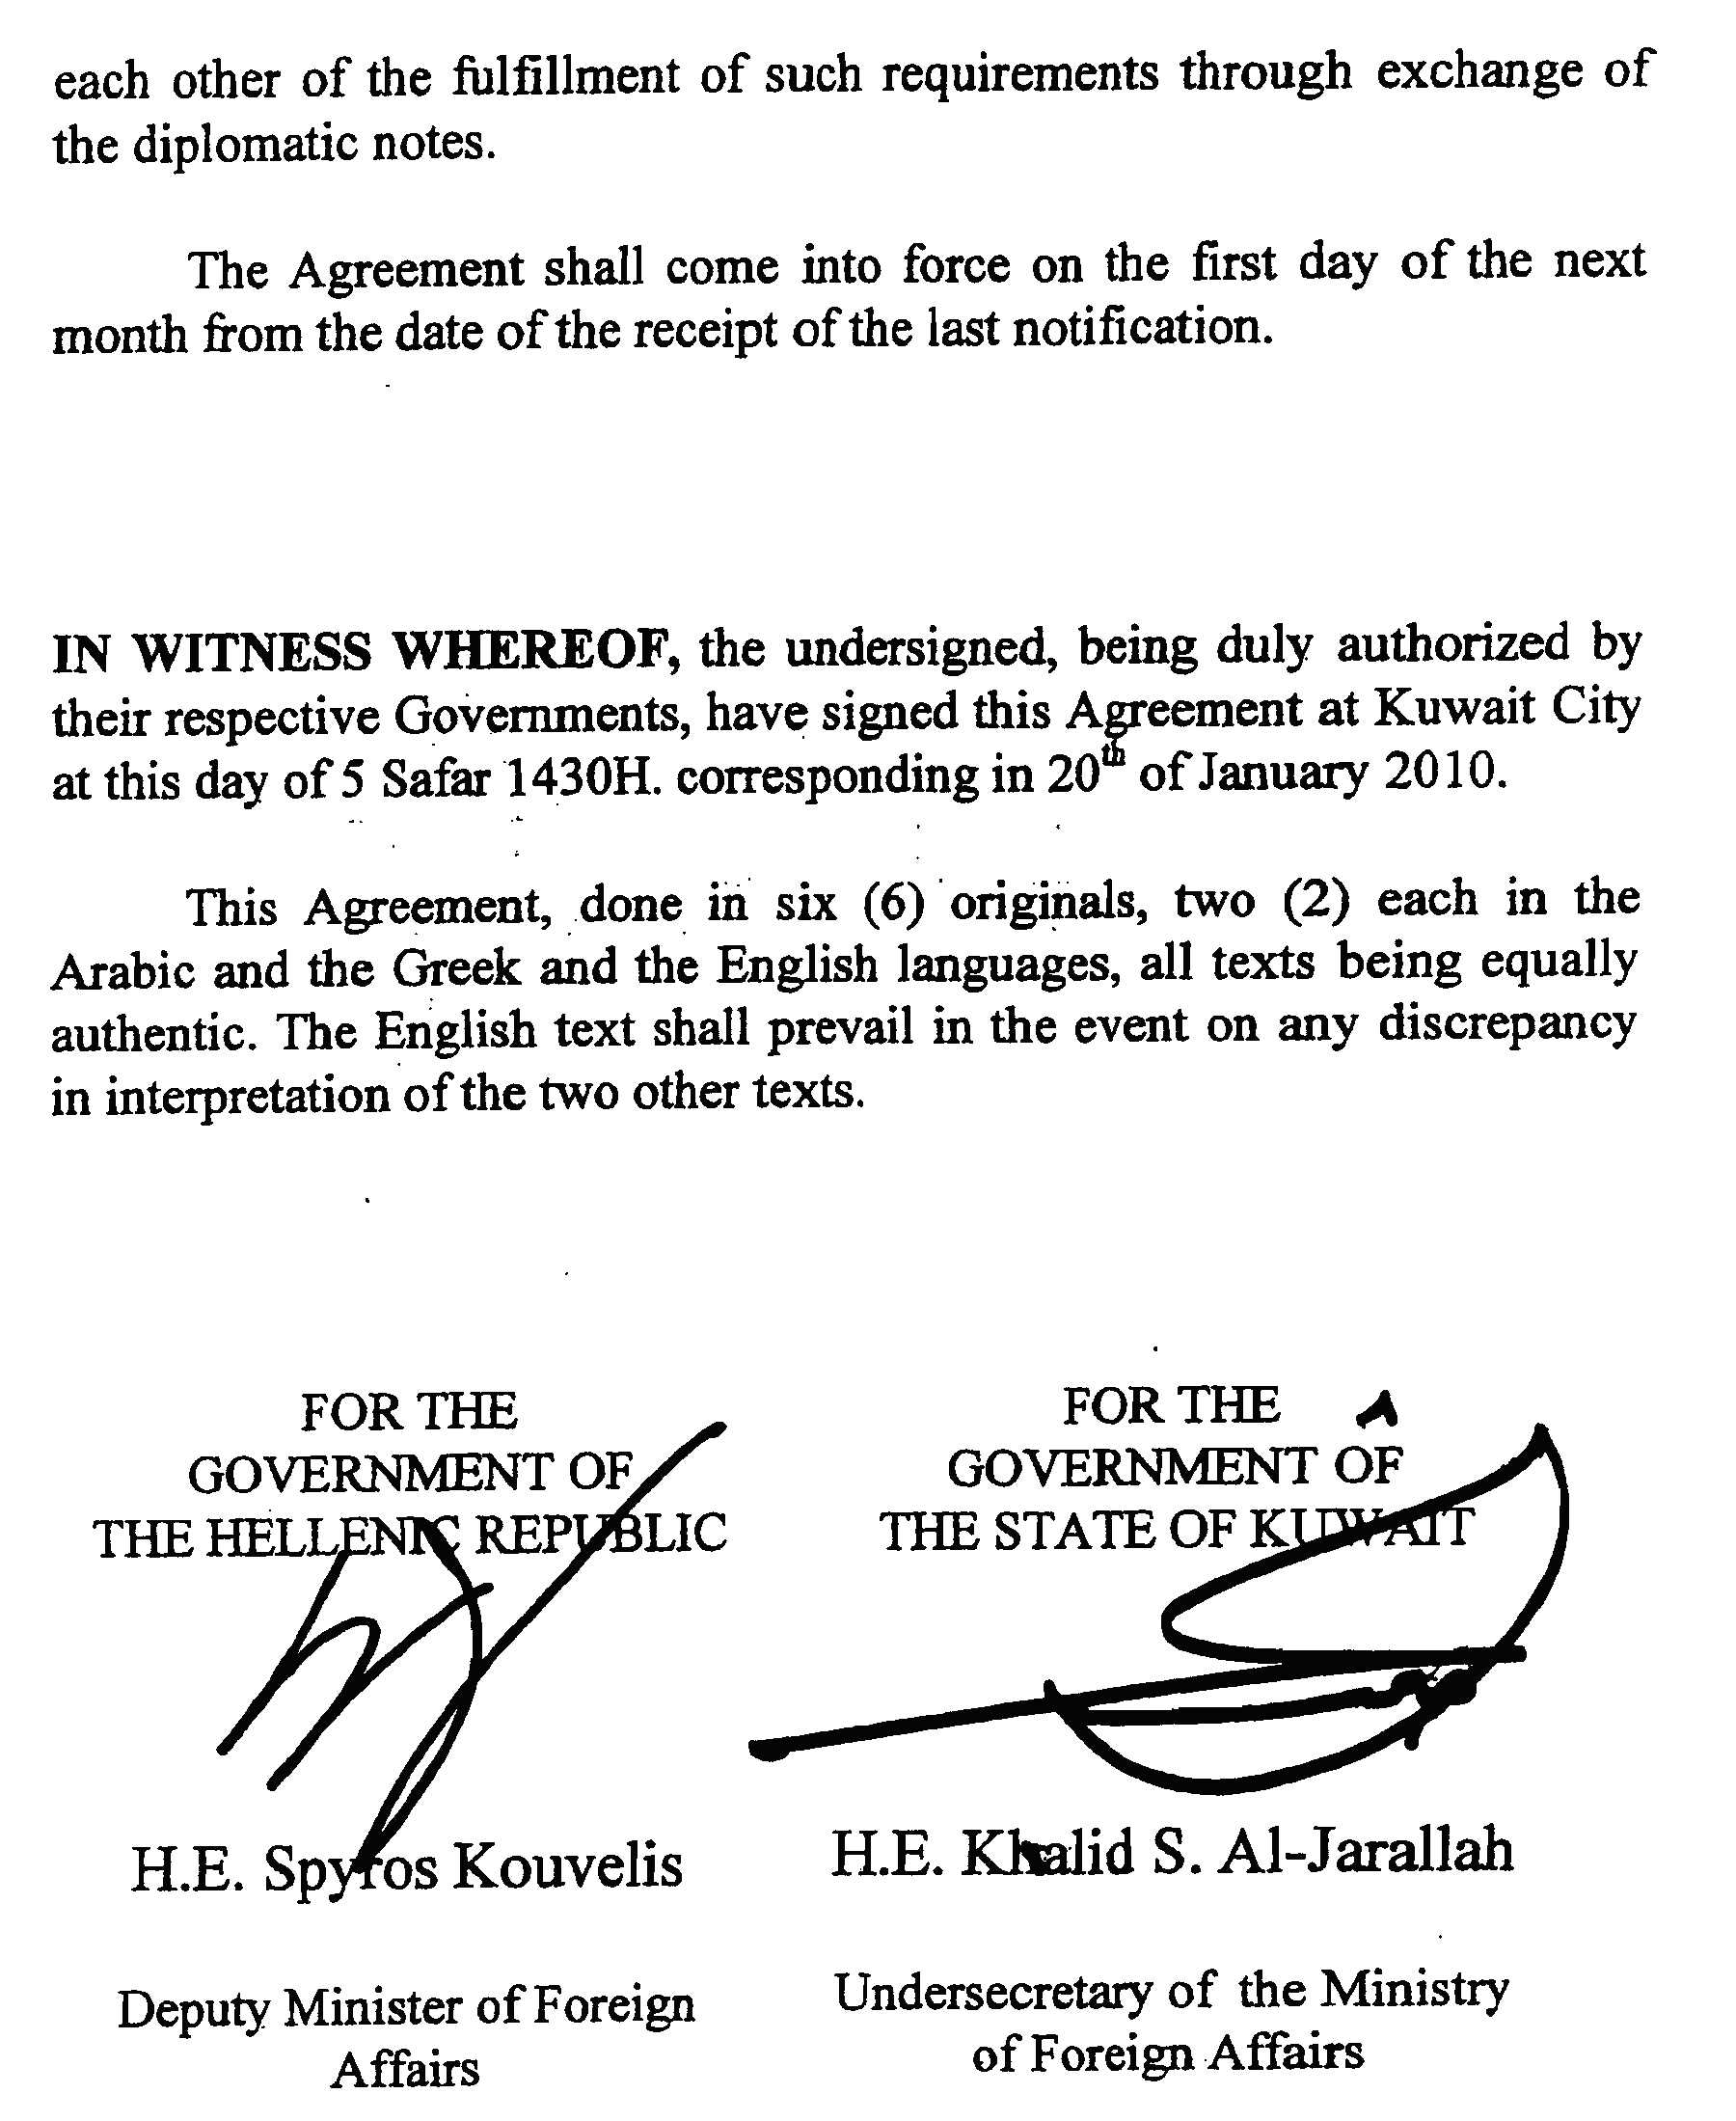 each other of the fulfillment of such requirements through exchange of
the diplomatic notes.
The Agreement shall come into force on the first day of the next
month from the date of the receipt of the last notification.
IN WITNESS WHEREOF, the undersigned, being duly authorized by
their respective Governments, have signed this Agreement at Kuwait City
at this day of 5 Safar 1430H. corresponding in 20th of January 2010.
This Agreement, done in six (6) originals, two (2) each in the
Arabic and the Greek and the English languages, all texts being equally
authentic. The English text shall prevail in the event on any discrepancy
in interpretation of the two other texts.
FOR THE
GOVERNMENT OF
THE HELLENIC REPUBLIC
H.E. Spyros Kouvelis
Deputy Minister of Foreign
Affairs
FOR THE
GOVERNMENT OF
THE STATE OF KUWAIT
H.E. Khalid S. Al-Jarallah
Undersecretary of the Ministry
of Foreign Affairs